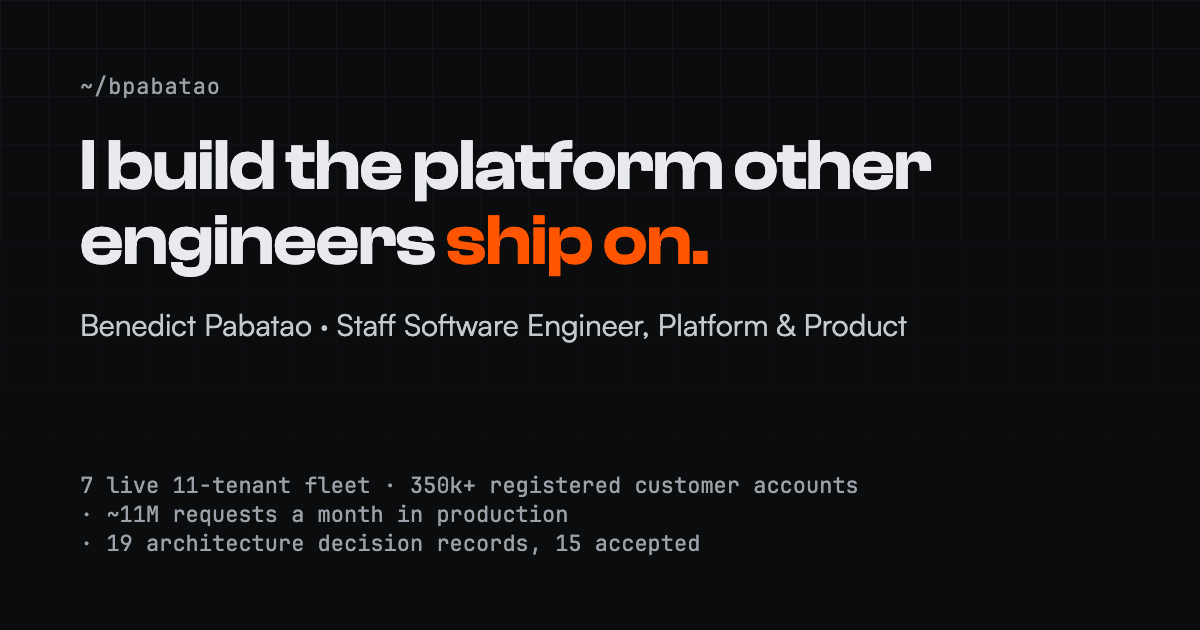 ~/bpabatao
I build the platform other
engineers ship on.
Benedict Pabatao · Staff Software Engineer, Platform & Product
7 live 11-tenant fleet · 350k+ registered customer accounts
· ~11M requests a month in production
· 19 architecture decision records, 15 accepted